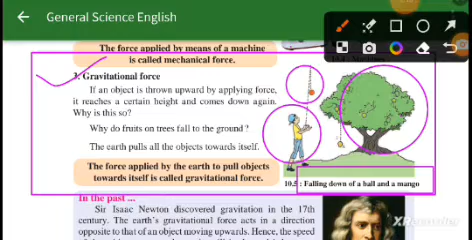 General Science English
The force applied by means of a machine
is called mechanical force.
3. Gravitational force
If an object is thrown upward by applying force,
it reaches a certain height and comes down again.
Why is this so?
Why do fruits on trees fall to the ground ?
The earth pulls all the objects towards itself.
The force applied by the earth to pull objects
towards itself is called gravitational force.
10.5 : Falling down of a ball and a mango
In the past ...
Sir Isaac Newton discovered gravitation in the 17th
century. The earth's gravitational force acts in a direction
opposite to that of an object moving upwards. Hence, the speed
XRecorder